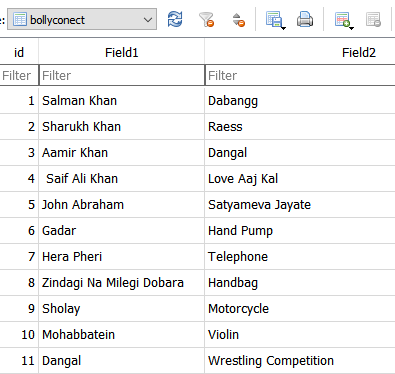 e: bollyconect
id Field1 Field2
Filter Filter Filter
1 Salman Khan Dabangg
2 Sharukh Khan Raess
3 Aamir Khan Dangal
4 Saif Ali Khan Love Aaj Kal
5 John Abraham Satyameva Jayate
6 Gadar Hand Pump
7 Hera Pheri Telephone
8 Zindagi Na Milegi Dobara Handbag
9 Sholay Motorcycle
10 Mohabbatein Violin
11 Dangal Wrestling Competition